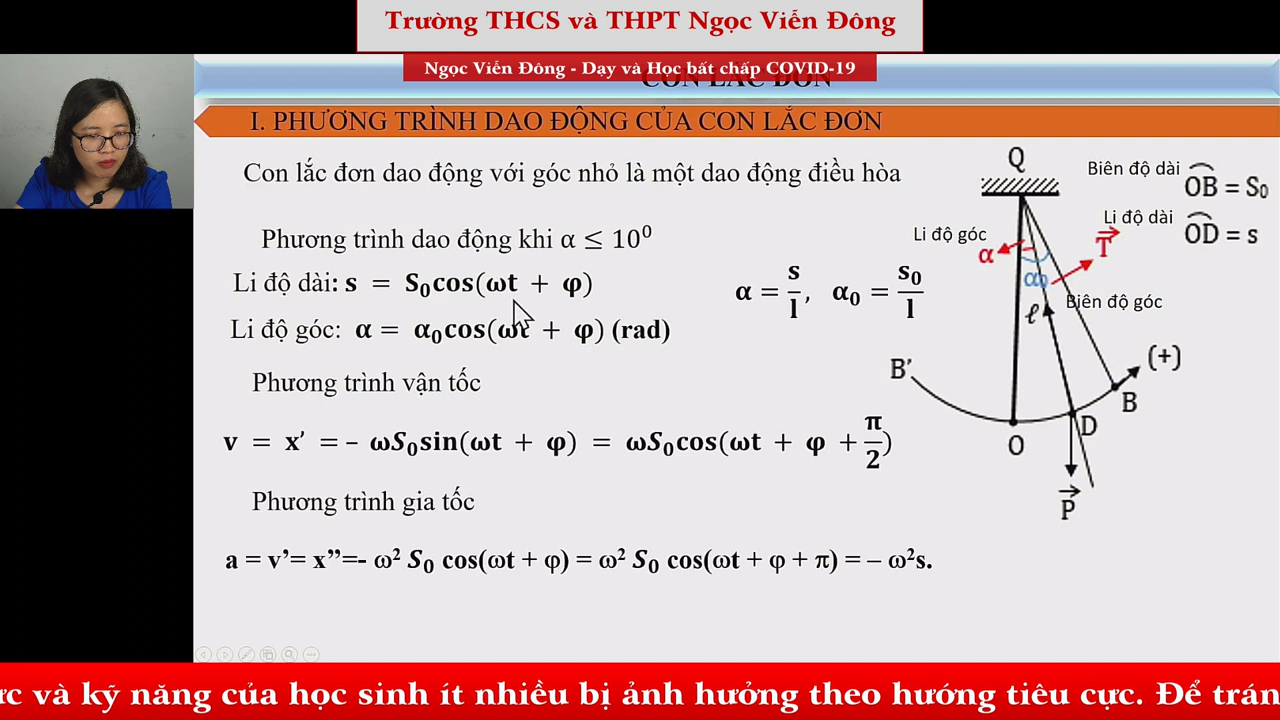 Trường THCS và THPT Ngọc Viễn Đông
Ngọc Viễn Đông - Dạy và Học bất chấp COVID-19
CON LẮC ĐƠN
I. PHƯƠNG TRÌNH DAO ĐỘNG CỦA CON LẮC ĐƠN
Con lắc đơn dao động với góc nhỏ là một dao động điều hòa
Phương trình dao động khi α ≤ 10⁰
Li độ dài: s = S₀cos(ωt + φ)
Li độ góc: α = α₀cos(ωt + φ) (rad)
α = s/l, α₀ = s₀/l
Phương trình vận tốc
v = x’ = – ωS₀sin(ωt + φ) = ωS₀cos(ωt + φ + π/2)
Phương trình gia tốc
a = v’= x”=- ω² S₀ cos(ωt + φ) = ω² S₀ cos(ωt + φ + π) = – ω²s.
Q
Biên độ dài
OB = S₀
Li độ dài
OD = s
Li độ góc
α
T
α₀
Biên độ góc
ℓ
B’
(+)
B
D
O
P
và kỹ năng của học sinh ít nhiều bị ảnh hưởng theo hướng tiêu cực. Để